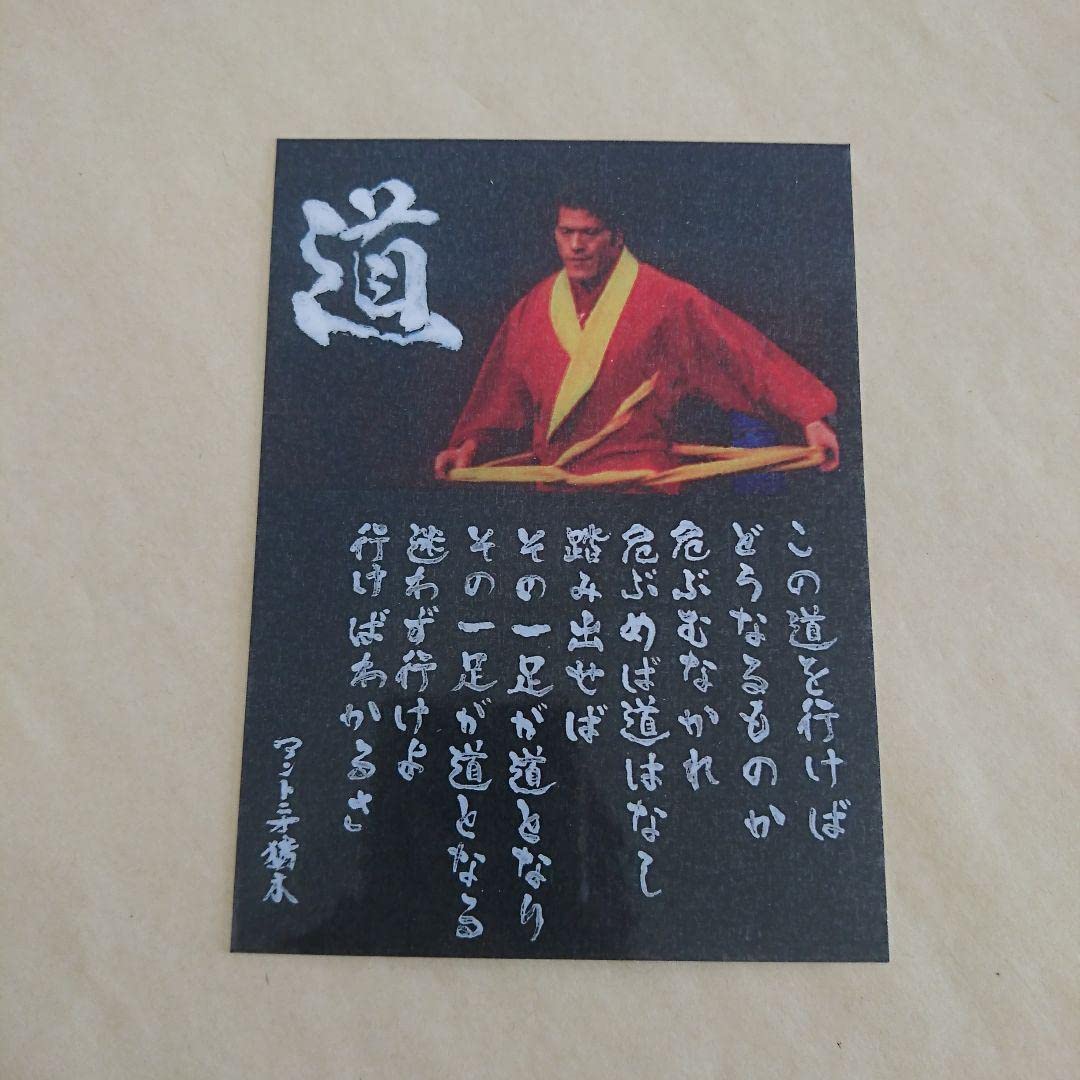 道
この道を行けば
どうなるものか
危ぶむなかれ
危ぶめば道はなし
踏み出せば
その一足が道となり
その一足が道となる
迷わず行けよ
行けばわかるさ
アントニオ猪木